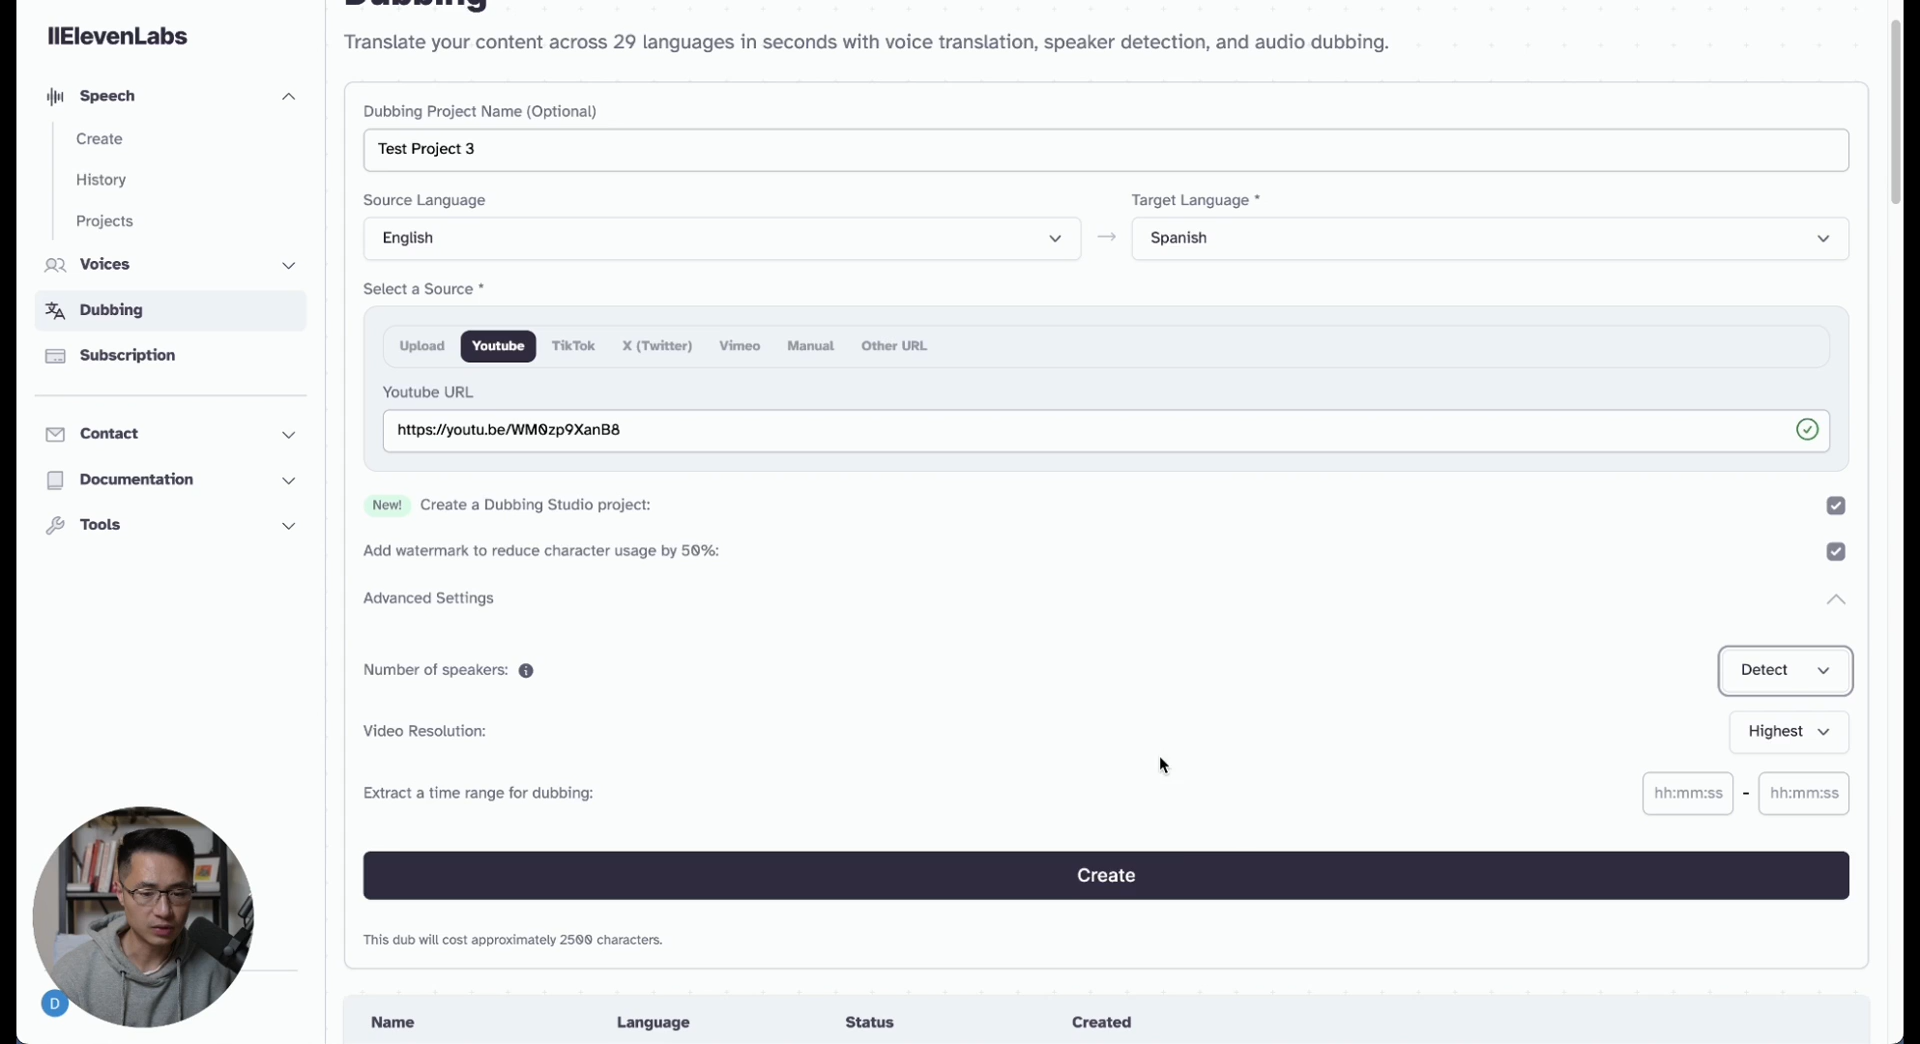 IIElevenLabs
Speech
Create
History
Projects
Voices
Dubbing
Subscription
Contact
Documentation
Tools
D
Dubbing
Translate your content across 29 languages in seconds with voice translation, speaker detection, and audio dubbing.
Dubbing Project Name (Optional)
Test Project 3
Source Language
Target Language *
English
Spanish
Select a Source *
Upload Youtube TikTok X (Twitter) Vimeo Manual Other URL
Youtube URL
https://youtu.be/WM0zp9XanB8
New! Create a Dubbing Studio project:
Add watermark to reduce character usage by 50%:
Advanced Settings
Number of speakers:
Detect
Video Resolution:
Highest
Extract a time range for dubbing:
hh:mm:ss - hh:mm:ss
Create
This dub will cost approximately 2500 characters.
Name Language Status Created